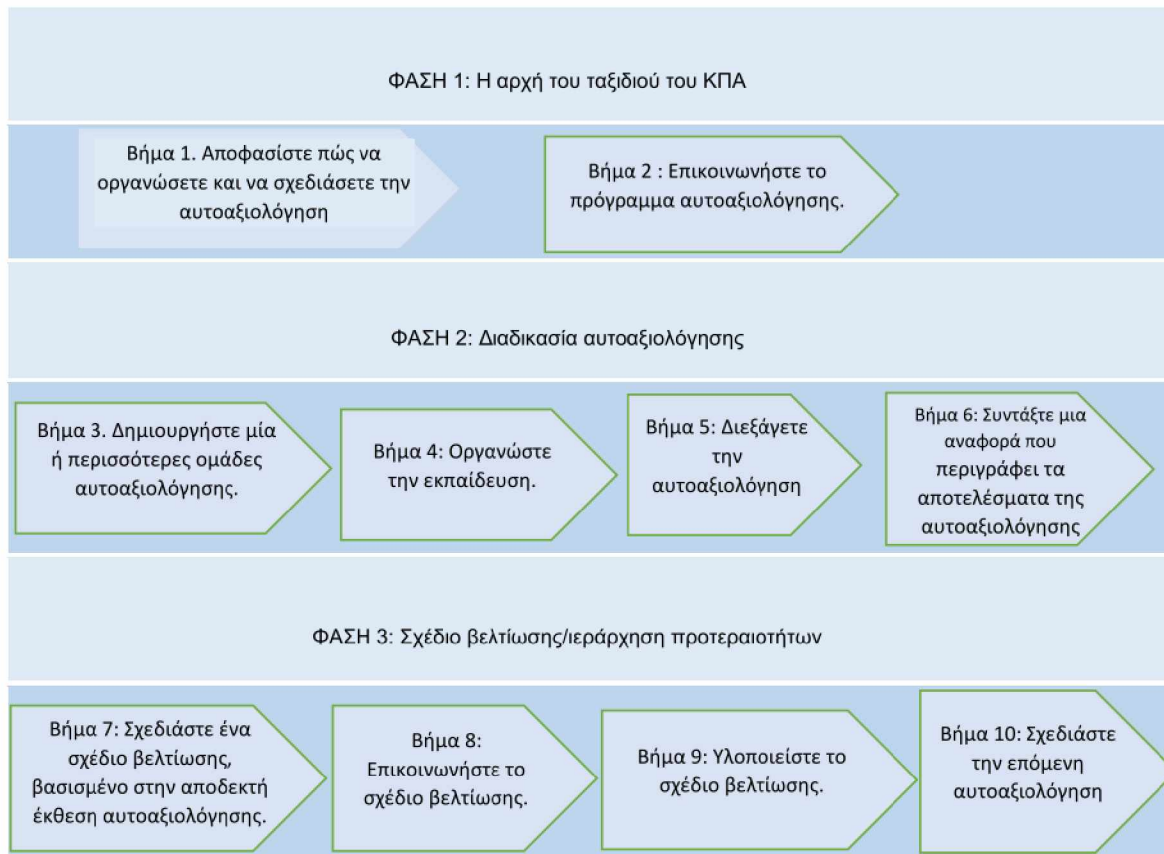 ΦΑΣΗ 1: Η αρχή του ταξιδιού του ΚΠΑ
Βήμα 1. Αποφασίστε πώς να
οργανώσετε και να σχεδιάσετε την
αυτοαξιολόγηση
Βήμα 2 : Επικοινωνήστε το
πρόγραμμα αυτοαξιολόγησης.
ΦΑΣΗ 2: Διαδικασία αυτοαξιολόγησης
Βήμα 3. Δημιουργήστε μία
ή περισσότερες ομάδες
αυτοαξιολόγησης.
Βήμα 4: Οργανώστε
την εκπαίδευση.
Βήμα 5: Διεξάγετε
την
αυτοαξιολόγηση
Βήμα 6: Συντάξτε μια
αναφορά που
περιγράφει τα
αποτελέσματα της
αυτοαξιολόγησης
ΦΑΣΗ 3: Σχέδιο βελτίωσης/ιεράρχηση προτεραιοτήτων
Βήμα 7: Σχεδιάστε ένα
σχέδιο βελτίωσης,
βασισμένο στην αποδεκτή
έκθεση αυτοαξιολόγησης.
Βήμα 8:
Επικοινωνήστε το
σχέδιο βελτίωσης.
Βήμα 9: Υλοποιείστε το
σχέδιο βελτίωσης.
Βήμα 10: Σχεδιάστε
την επόμενη
αυτοαξιολόγηση